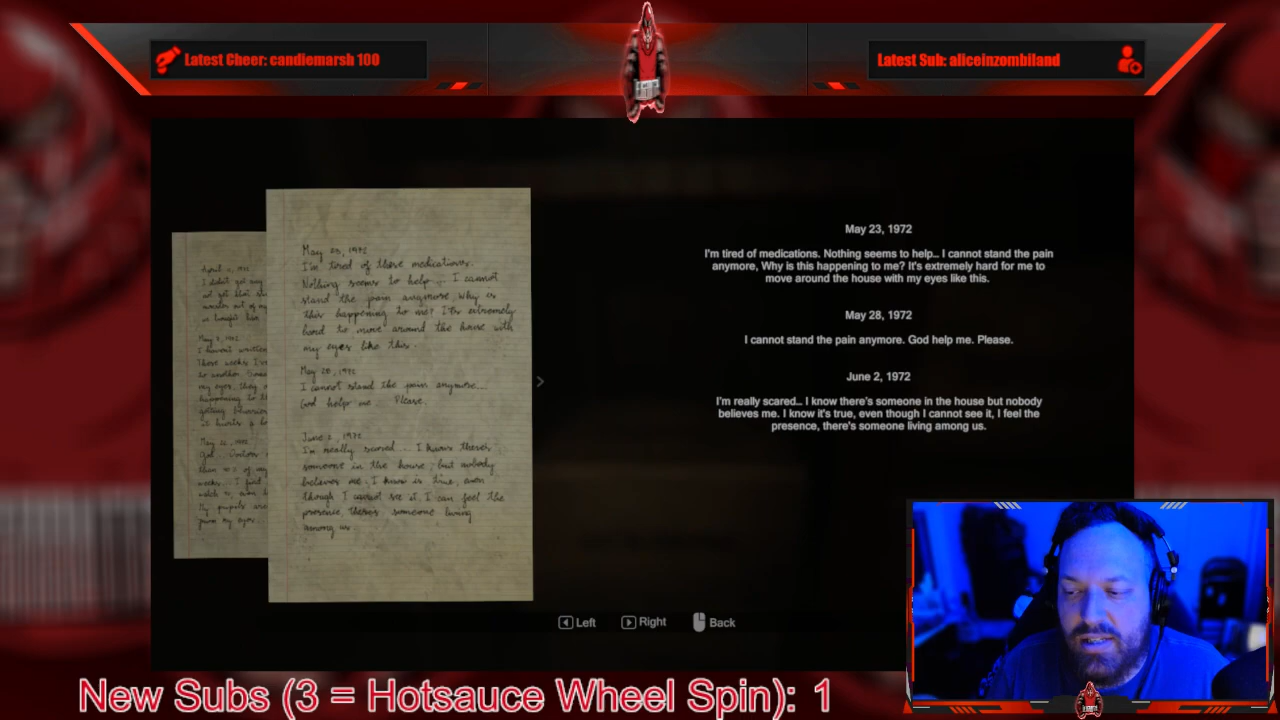 Latest Cheer: candlemarsh 100
Latest Sub: aliceinzombiland
May 23, 1972
I'm tired of these medications.
Nothing seems to help... I cannot
stand the pain anymore why is
this happening to me? It's extremely
hard to move around the house with
my eyes like this.
May 28, 1972
I cannot stand the pain anymore...
God help me. Please.
June 2, 1972
I'm really scared... I know there's
someone in the house, but nobody
believes me. I know is true, even
though I cannot see it. I can feel the
presence, theres someone living
among us.
May 23, 1972
I'm tired of medications. Nothing seems to help... I cannot stand the pain
anymore, Why is this happening to me? It's extremely hard for me to
move around the house with my eyes like this.
May 28, 1972
I cannot stand the pain anymore. God help me. Please.
June 2, 1972
I'm really scared... I know there's someone in the house but nobody
believes me. I know it's true, even though I cannot see it, I feel the
presence, there's someone living among us.
Left
Right
Back
New Subs (3 = Hotsauce Wheel Spin): 1